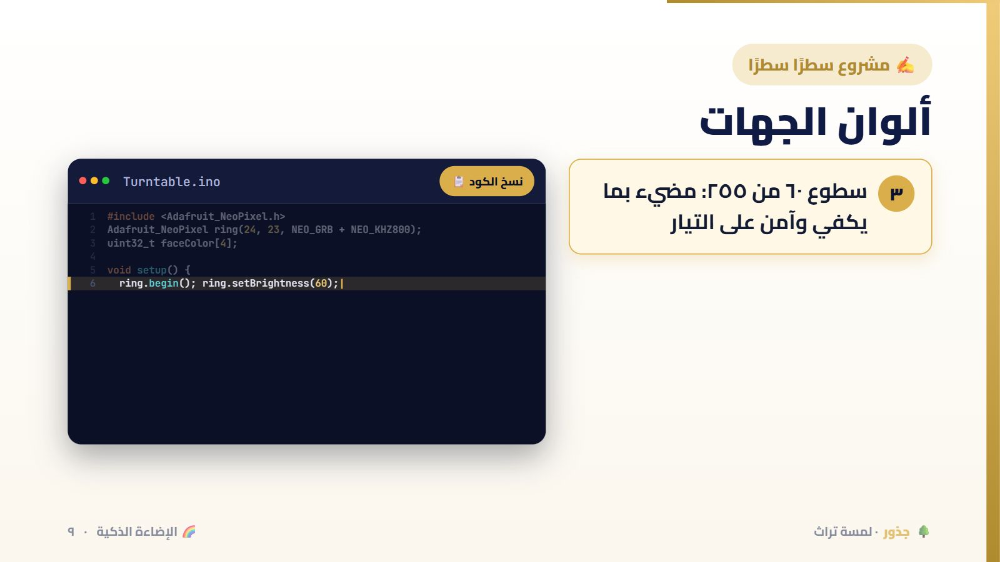 ✍️ مشروع سطرًا سطرًا
ألوان الجهات
٣
سطوع ٦٠ من ٢٥٥: مضيء بما
يكفي وآمن على التيار
Turntable.ino
نسخ الكود 📋
1 #include <Adafruit_NeoPixel.h>
2 Adafruit_NeoPixel ring(24, 23, NEO_GRB + NEO_KHZ800);
3 uint32_t faceColor[4];
4
5 void setup() {
6   ring.begin(); ring.setBrightness(60);|
🌳 جذور · لمسة تراث
🌈 الإضاءة الذكية · ٩